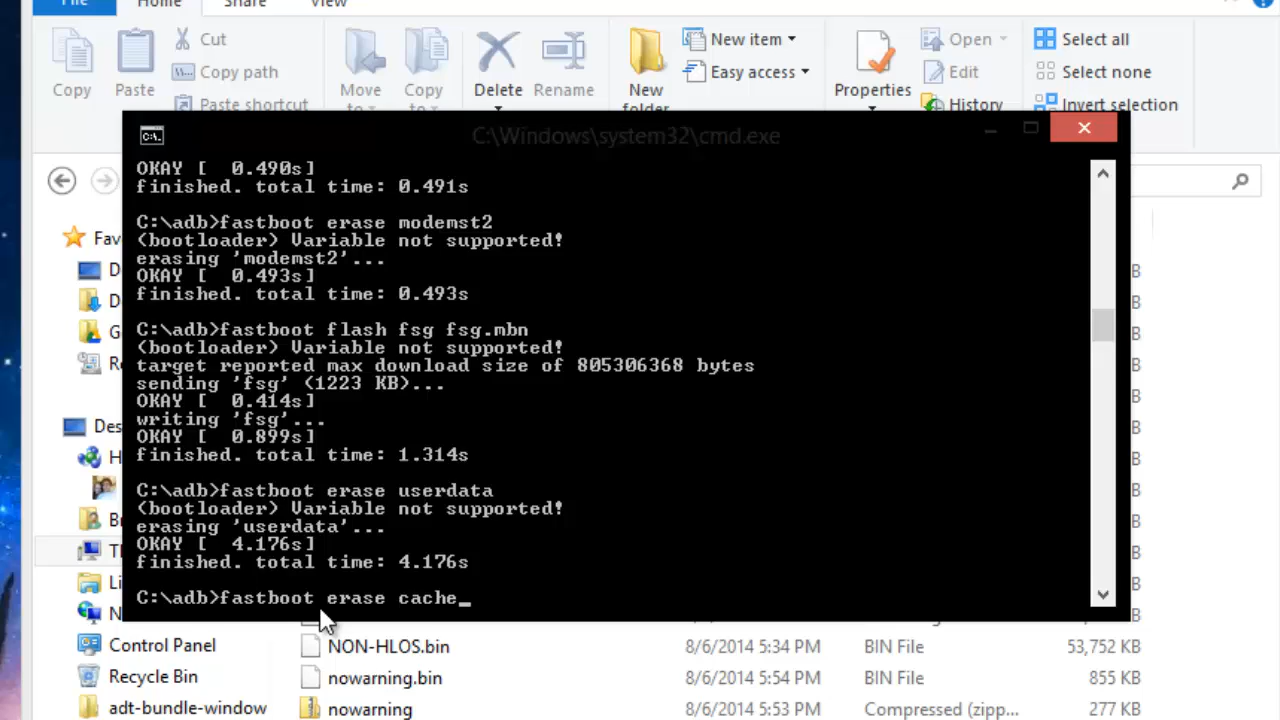 File Home Share View
Cut
New item
Open
Select all
Copy path
Easy access
Edit
Select none
Copy Paste
Move Copy Delete Rename New Properties
Paste shortcut
History
Invert selection
to to folder
C:\Windows\system32\cmd.exe
OKAY [  0.490s]
finished. total time: 0.491s
C:\adb>fastboot erase modemst2
(bootloader) Variable not supported!
erasing 'modemst2'...
OKAY [  0.493s]
finished. total time: 0.493s
C:\adb>fastboot flash fsg fsg.mbn
(bootloader) Variable not supported!
target reported max download size of 805306368 bytes
sending 'fsg' (1223 KB)...
OKAY [  0.414s]
writing 'fsg'...
OKAY [  0.899s]
finished. total time: 1.314s
C:\adb>fastboot erase userdata
(bootloader) Variable not supported!
erasing 'userdata'...
OKAY [  4.176s]
finished. total time: 4.176s
C:\adb>fastboot erase cache_
Fav
D
D
G
R
Des
H
B
T
Li
N
B
B
B
B
B
B
B
B
B
B
B
Control Panel NON-HLOS.bin 8/6/2014 5:34 PM BIN File 53,752 KB
Recycle Bin nowarning.bin 8/6/2014 5:54 PM BIN File 855 KB
adt-bundle-window nowarning 8/6/2014 5:53 PM Compressed (zipp... 277 KB